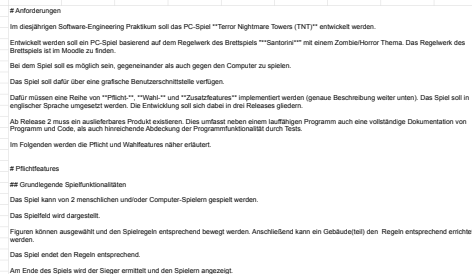 # Anforderungen
Im diesjährigen Software-Engineering Praktikum soll das PC-Spiel **Terror Nightmare Towers (TNT)** entwickelt werden.
Entwickelt werden soll ein PC-Spiel basierend auf dem Regelwerk des Brettspiels ***Santorini*** mit einem Zombie/Horror Thema. Das Regelwerk des
Brettspiels ist im Moodle zu finden.
Bei dem Spiel soll es möglich sein, gegeneinander als auch gegen den Computer zu spielen.
Das Spiel soll dafür über eine grafische Benutzerschnittstelle verfügen.
Dafür müssen eine Reihe von **Pflicht-**, **Wahl-** und **Zusatzfeatures** implementiert werden (genaue Beschreibung weiter unten). Das Spiel soll in
englischer Sprache umgesetzt werden. Die Entwicklung soll sich dabei in drei Releases gliedern.
Ab Release 2 muss ein auslieferbares Produkt existieren. Dies umfasst neben einem lauffähigen Programm auch eine vollständige Dokumentation von
Programm und Code, als auch hinreichende Abdeckung der Programmfunktionalität durch Tests.
Im Folgenden werden die Pflicht und Wahlfeatures näher erläutert.
# Pflichtfeatures
## Grundlegende Spielfunktionalitäten
Das Spiel kann von 2 menschlichen und/oder Computer-Spielern gespielt werden.
Das Spielfeld wird dargestellt.
Figuren können ausgewählt und den Spielregeln entsprechend bewegt werden. Anschließend kann ein Gebäude(teil) den Regeln entsprechend errichtet
werden.
Das Spiel endet den Regeln entsprechend.
Am Ende des Spiels wird der Sieger ermittelt und den Spielern angezeigt.